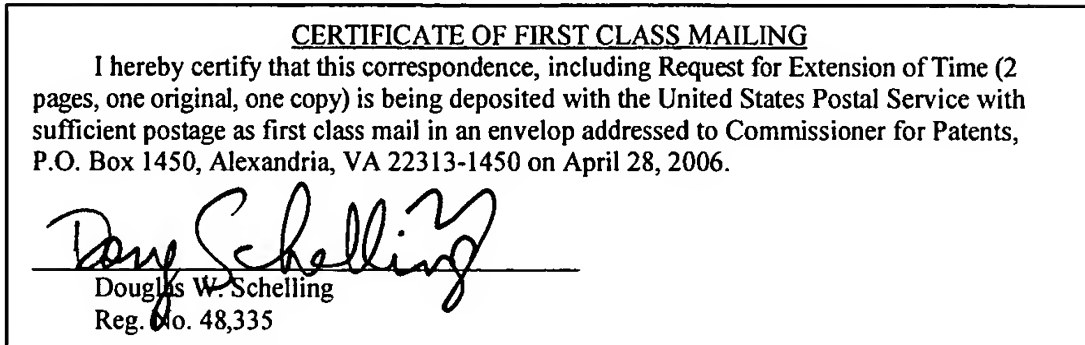 CERTIFICATE OF FIRST CLASS MAILING
I hereby certify that this correspondence, including Request for Extension of Time (2
pages, one original, one copy) is being deposited with the United States Postal Service with
sufficient postage as first class mail in an envelop addressed to Commissioner for Patents,
P.O. Box 1450, Alexandria, VA 22313-1450 on April 28, 2006.
Doug Schelling
Douglas W. Schelling
Reg. No. 48,335